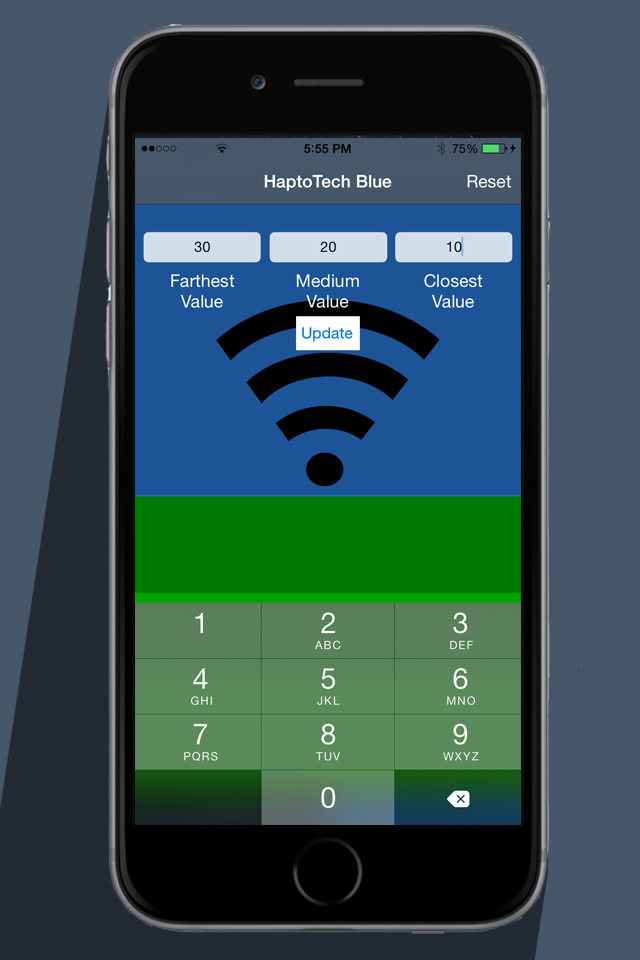 5:55 PM 75%
HaptoTech Blue Reset
30 20 10
Farthest Medium Closest
Value Value Value
Update
1 2 3
ABC DEF
4 5 6
GHI JKL MNO
7 8 9
PQRS TUV WXYZ
0